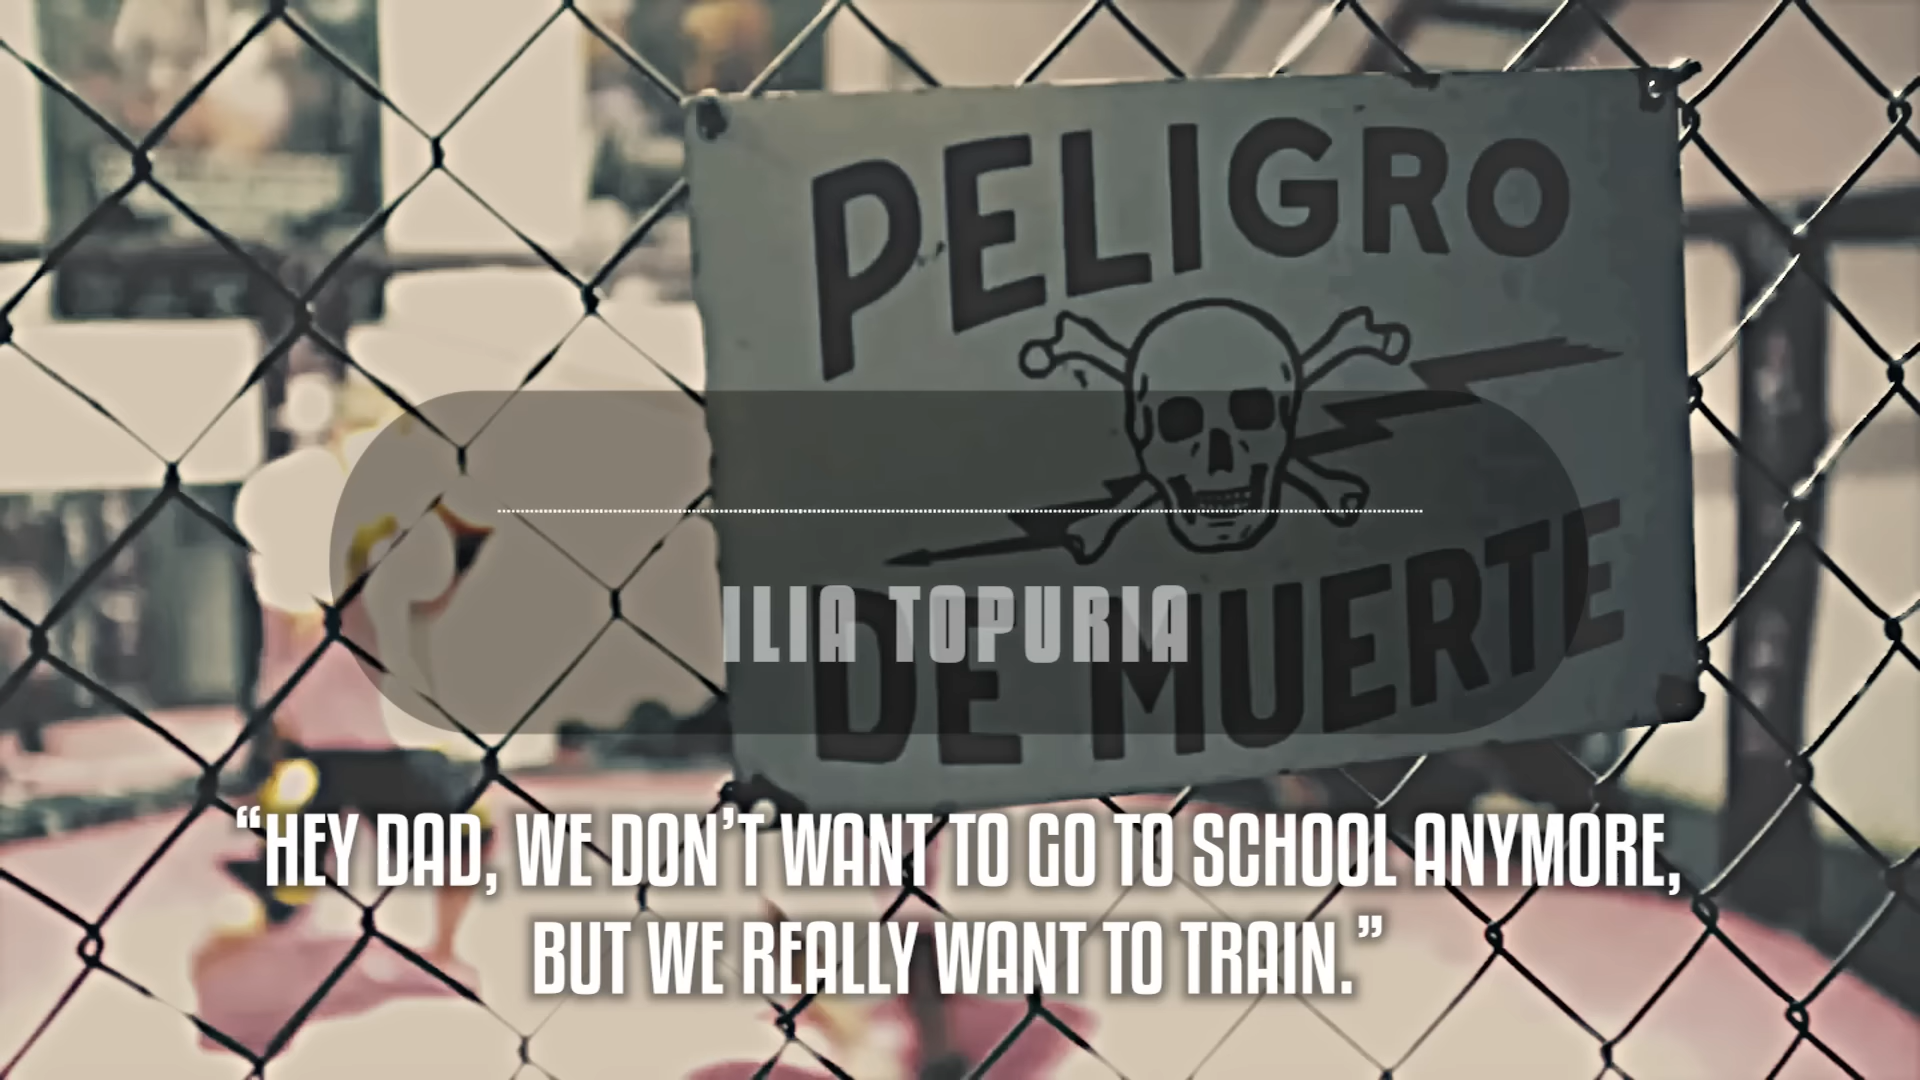 PELIGRO
DE MUERTE
ILIA TOPURIA
“HEY DAD, WE DON’T WANT TO GO TO SCHOOL ANYMORE,
BUT WE REALLY WANT TO TRAIN.”